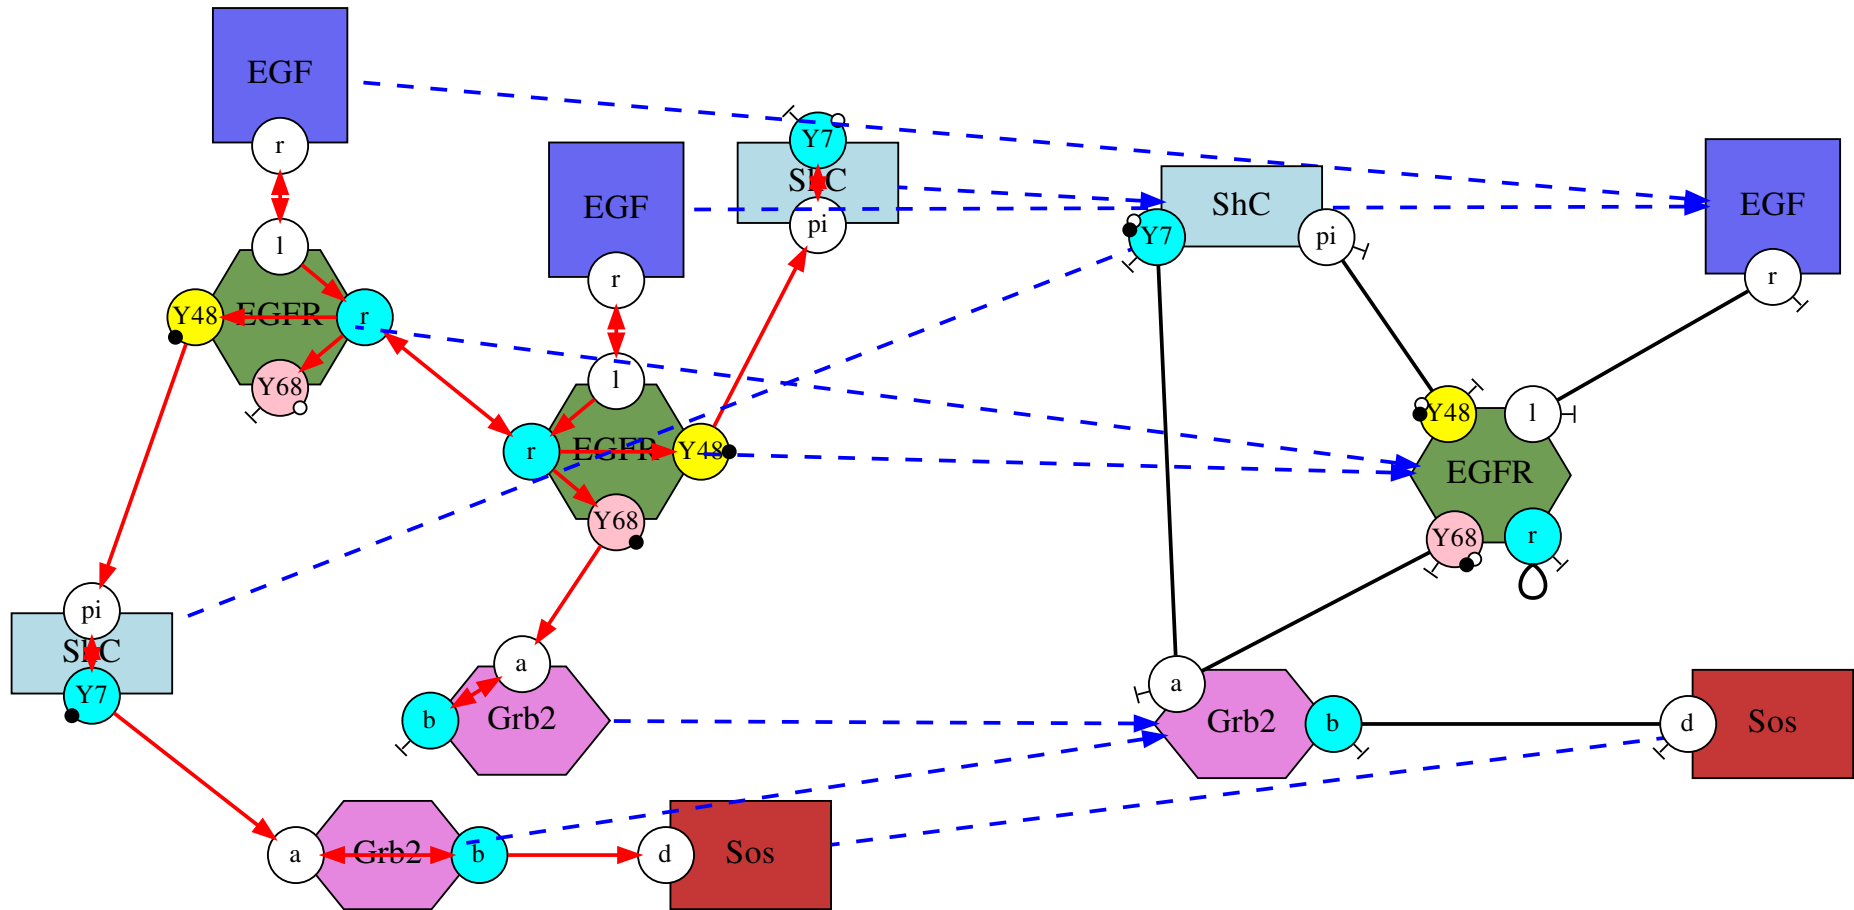 EGF
r
l
EGFR
Y48
r
Y68
EGF
r
l
r
EGFR
Y48
Y68
Y7
ShC
pi
pi
ShC
Y7
a
b
Grb2
a
Grb2
b
d
Sos
ShC
Y7
pi
EGF
r
Y48
l
EGFR
Y68
r
a
Grb2
b
d
Sos